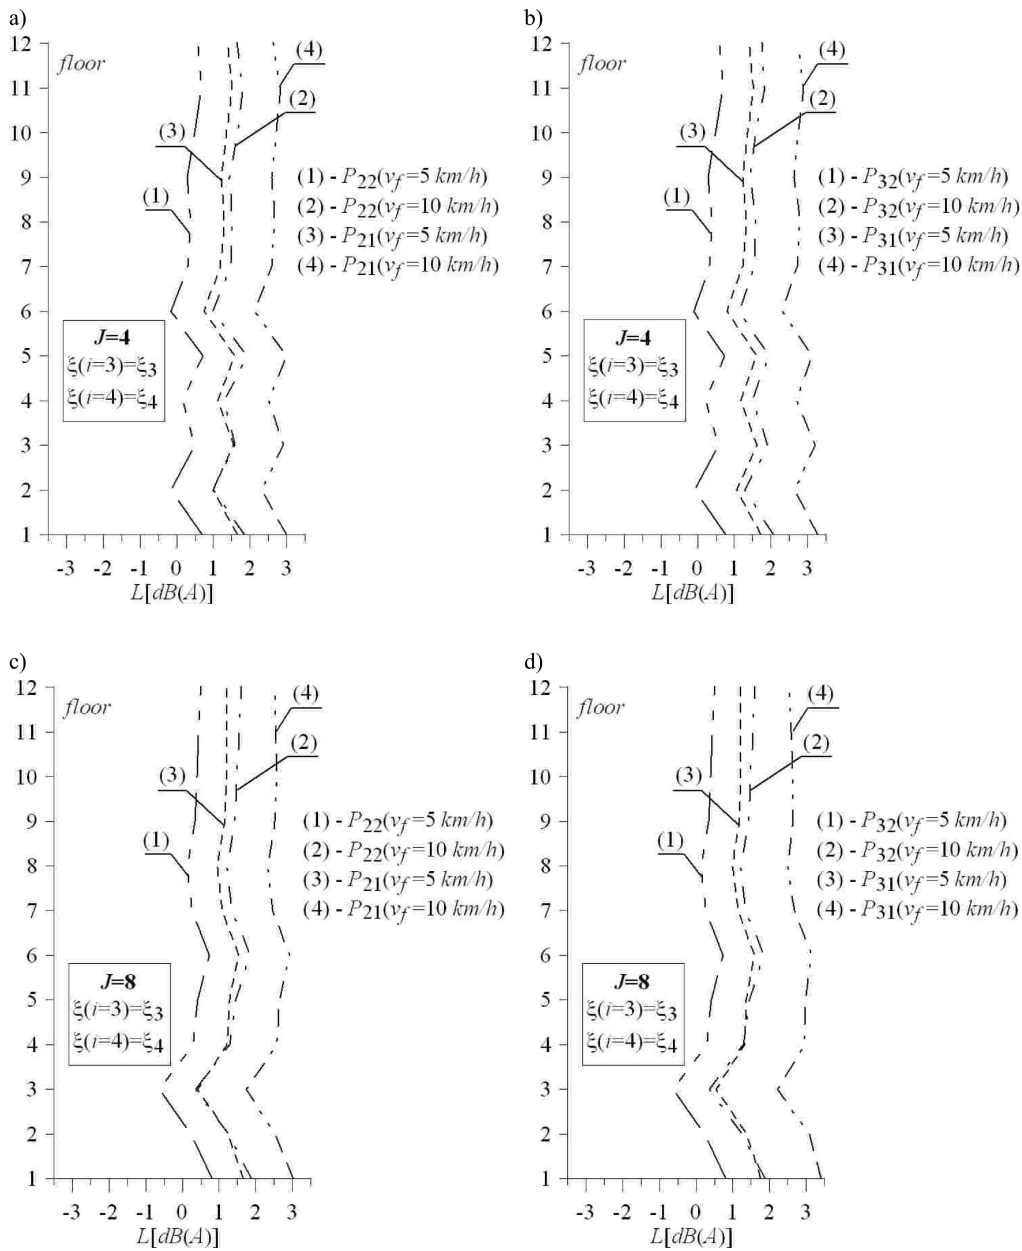 a)
12
11
10
9
8
7
6
5
4
3
2
1
floor
(4)
(2)
(3)
(1)
(1) - P22(vf=5 km/h)
(2) - P22(vf=10 km/h)
(3) - P21(vf=5 km/h)
(4) - P21(vf=10 km/h)
J=4
ξ(i=3)=ξ3
ξ(i=4)=ξ4
-3 -2 -1 0 1 2 3
L[dB(A)]
b)
12
11
10
9
8
7
6
5
4
3
2
1
floor
(4)
(2)
(3)
(1)
(1) - P32(vf=5 km/h)
(2) - P32(vf=10 km/h)
(3) - P31(vf=5 km/h)
(4) - P31(vf=10 km/h)
J=4
ξ(i=3)=ξ3
ξ(i=4)=ξ4
-3 -2 -1 0 1 2 3
L[dB(A)]
c)
12
11
10
9
8
7
6
5
4
3
2
1
floor
(4)
(2)
(3)
(1)
(1) - P22(vf=5 km/h)
(2) - P22(vf=10 km/h)
(3) - P21(vf=5 km/h)
(4) - P21(vf=10 km/h)
J=8
ξ(i=3)=ξ3
ξ(i=4)=ξ4
-3 -2 -1 0 1 2 3
L[dB(A)]
d)
12
11
10
9
8
7
6
5
4
3
2
1
floor
(4)
(2)
(3)
(1)
(1) - P32(vf=5 km/h)
(2) - P32(vf=10 km/h)
(3) - P31(vf=5 km/h)
(4) - P31(vf=10 km/h)
J=8
ξ(i=3)=ξ3
ξ(i=4)=ξ4
-3 -2 -1 0 1 2 3
L[dB(A)]